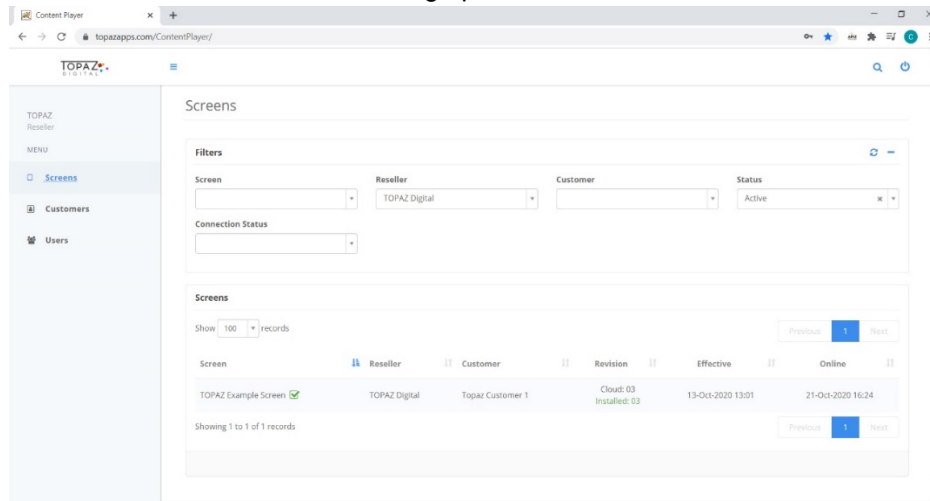 Content Player
topazapps.com/ContentPlayer/
TOPAZ
DIGITAL
TOPAZ
Reseller
MENU
Screens
Customers
Users
Screens
Filters
Screen Reseller Customer Status
TOPAZ Digital Active
Connection Status
Screens
Show 100 records
Previous 1 Next
Screen Reseller Customer Revision Effective Online
TOPAZ Example Screen TOPAZ Digital Topaz Customer 1 Cloud: 03 13-Oct-2020 13:01 21-Oct-2020 16:24
Installed: 03
Showing 1 to 1 of 1 records
Previous 1 Next